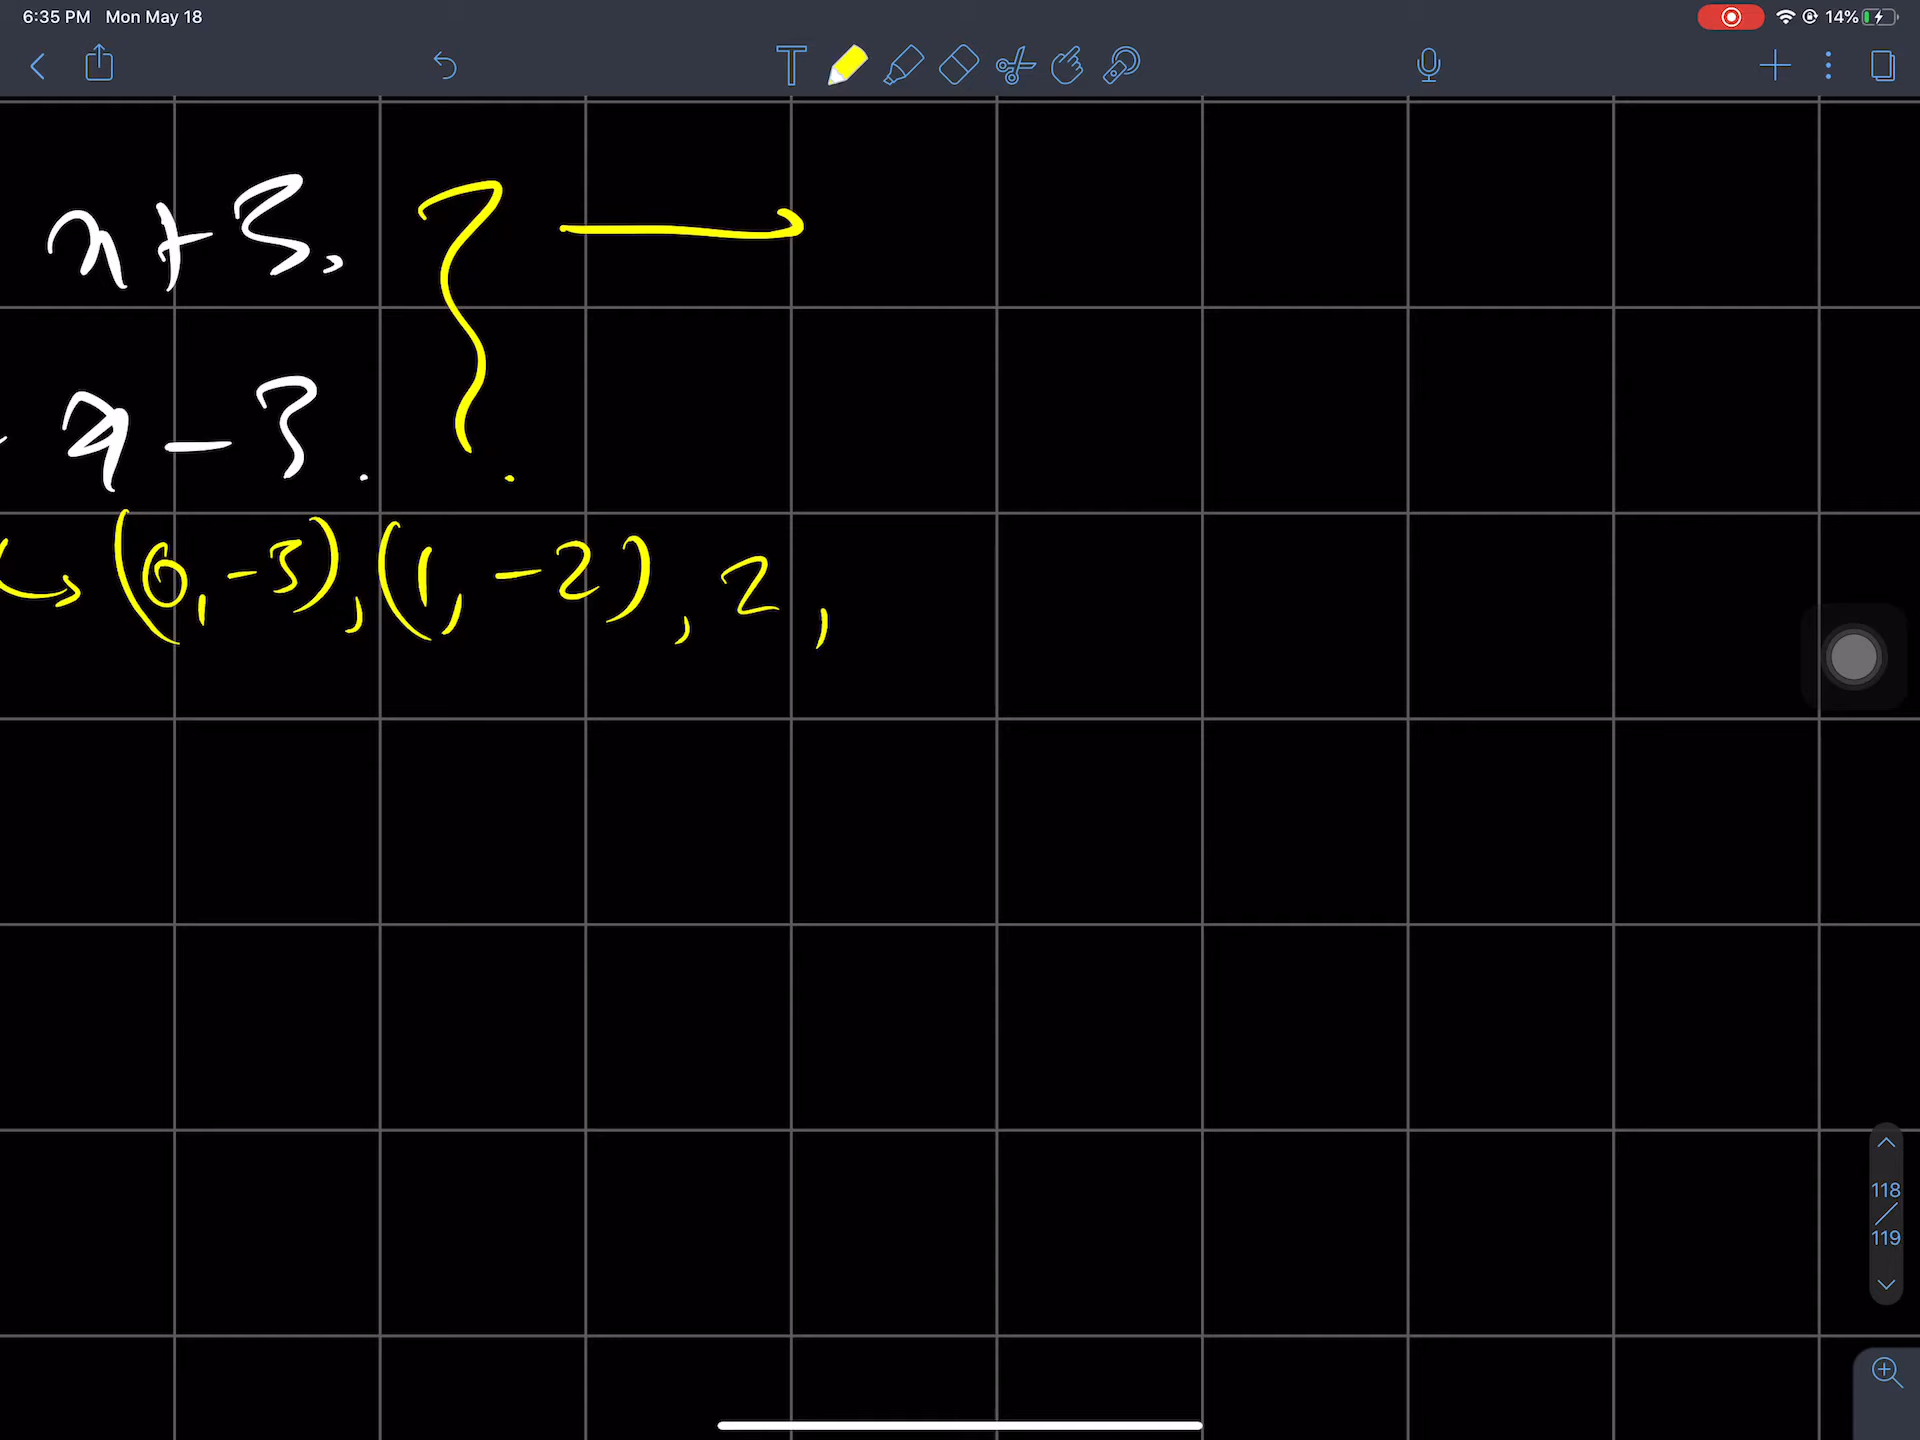 6:35 PM Mon May 18
14%
T
x+3,
x-3.
(0,-3),(1,-2),2,
118
119